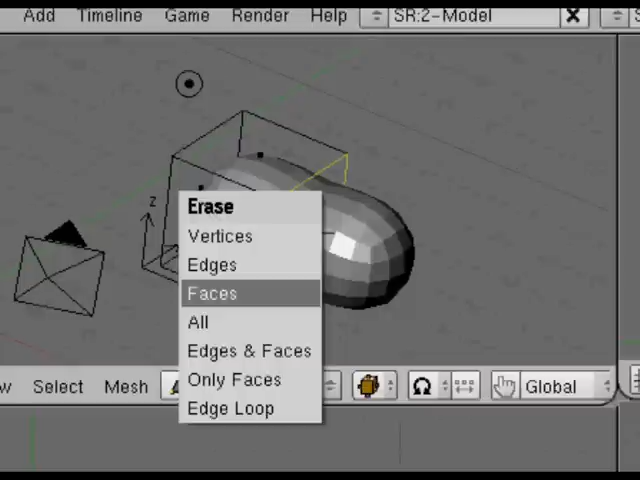 Add Timeline Game Render Help SR:2-Model
z
Erase
Vertices
Edges
Faces
All
Edges & Faces
Only Faces
Edge Loop
Select Mesh Global